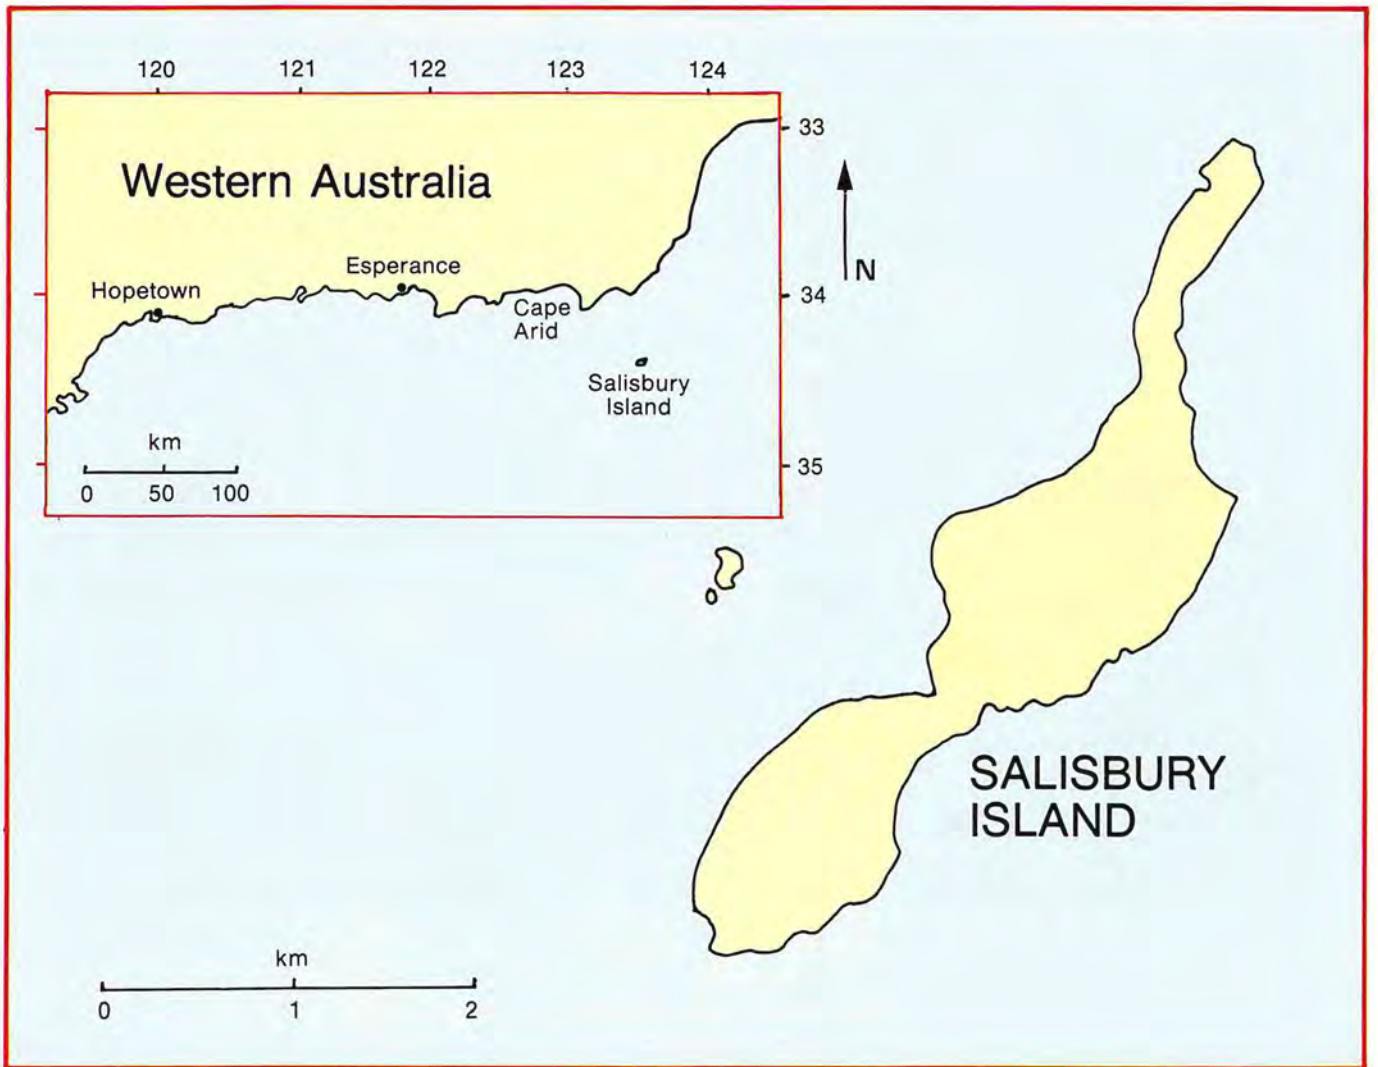 120 121 122 123 124
33
Western Australia
N
Esperance
Hopetown
34
Cape
Arid
Salisbury
Island
km
35
0 50 100
SALISBURY
ISLAND
km
0 1 2